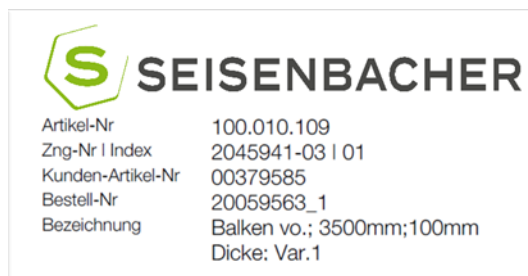 S SEISENBACHER
Artikel-Nr 100.010.109
Zng-Nr | Index 2045941-03 | 01
Kunden-Artikel-Nr 00379585
Bestell-Nr 20059563_1
Bezeichnung Balken vo.; 3500mm;100mm
Dicke: Var.1